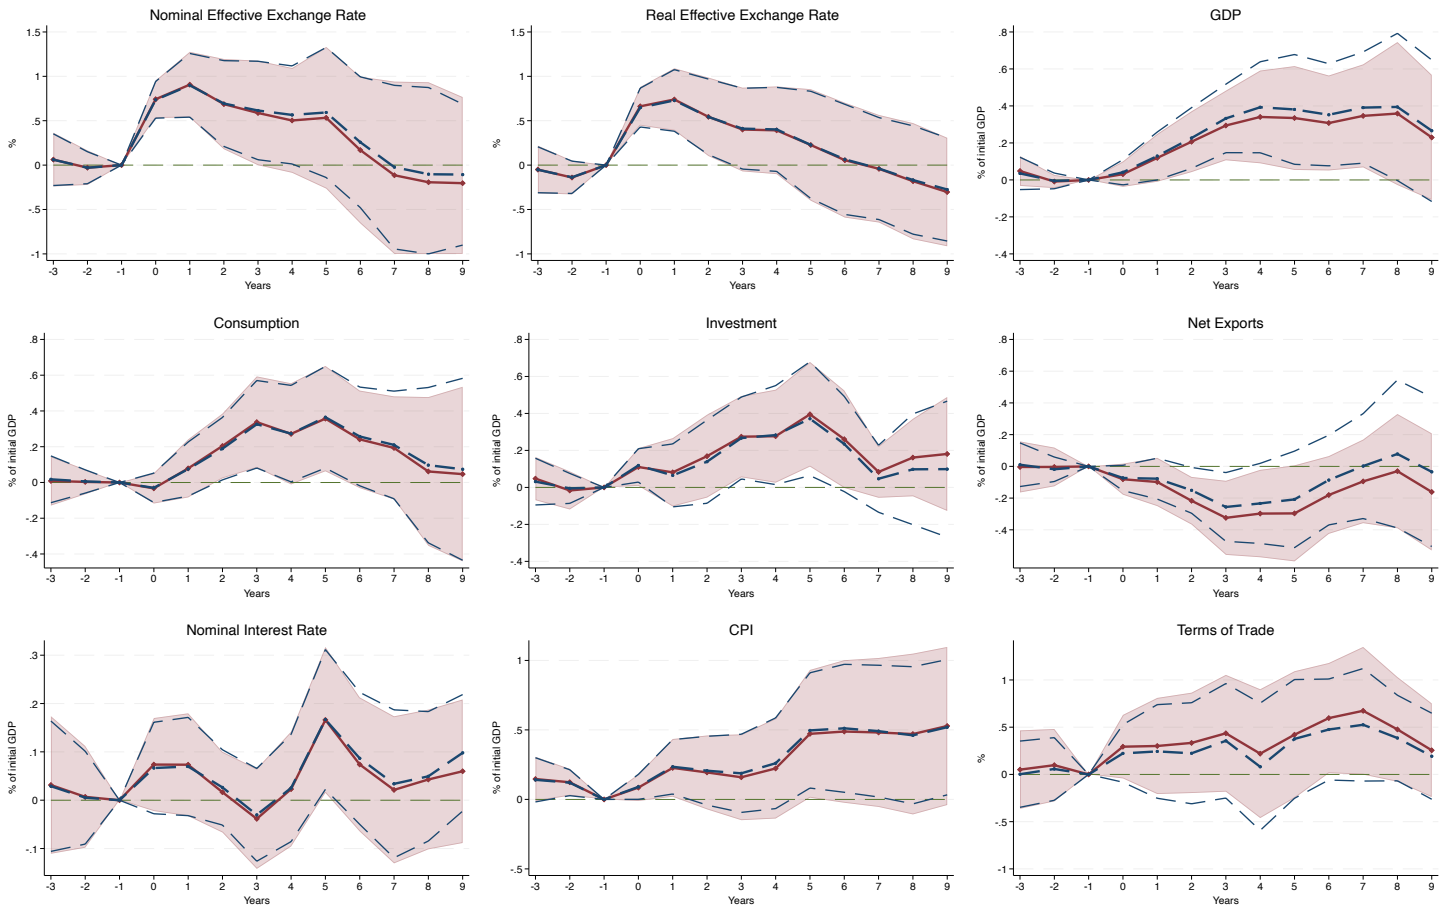 Nominal Effective Exchange Rate
1.5
1
.5
0
-.5
-1
%
-3 -2 -1 0 1 2 3 4 5 6 7 8 9
Years
Real Effective Exchange Rate
1.5
1
.5
0
-.5
-1
%
-3 -2 -1 0 1 2 3 4 5 6 7 8 9
Years
GDP
.8
.6
.4
.2
0
-.2
-.4
% of initial GDP
-3 -2 -1 0 1 2 3 4 5 6 7 8 9
Years
Consumption
.8
.6
.4
.2
0
-.2
-.4
% of initial GDP
-3 -2 -1 0 1 2 3 4 5 6 7 8 9
Years
Investment
.8
.6
.4
.2
0
-.2
-.4
% of initial GDP
-3 -2 -1 0 1 2 3 4 5 6 7 8 9
Years
Net Exports
.8
.6
.4
.2
0
-.2
-.4
% of initial GDP
-3 -2 -1 0 1 2 3 4 5 6 7 8 9
Years
Nominal Interest Rate
.3
.2
.1
0
-.1
% of initial GDP
-3 -2 -1 0 1 2 3 4 5 6 7 8 9
Years
CPI
1
.5
0
-.5
% of initial GDP
-3 -2 -1 0 1 2 3 4 5 6 7 8 9
Years
Terms of Trade
1
.5
0
-.5
-1
%
-3 -2 -1 0 1 2 3 4 5 6 7 8 9
Years